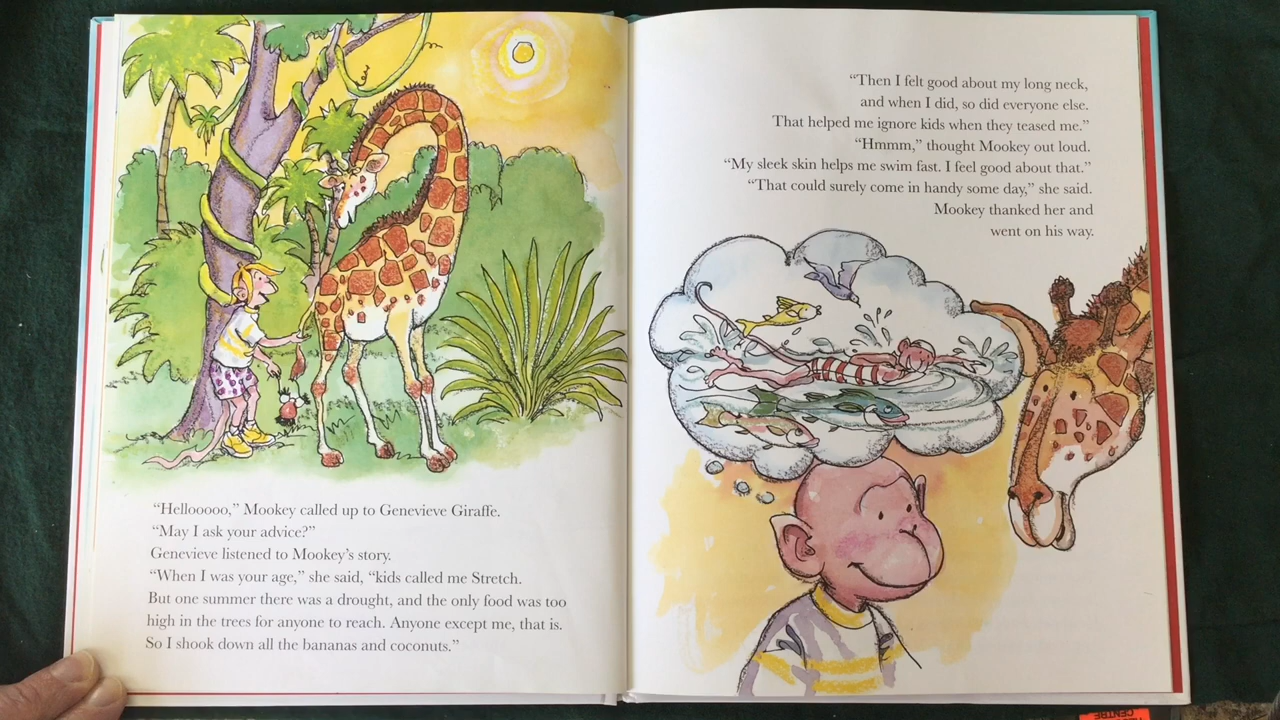 “Hellooooo,” Mookey called up to Genevieve Giraffe.
“May I ask your advice?”
Genevieve listened to Mookey’s story.
“When I was your age,” she said, “kids called me Stretch.
But one summer there was a drought, and the only food was too
high in the trees for anyone to reach. Anyone except me, that is.
So I shook down all the bananas and coconuts.”
“Then I felt good about my long neck,
and when I did, so did everyone else.
That helped me ignore kids when they teased me.”
“Hmmm,” thought Mookey out loud.
“My sleek skin helps me swim fast. I feel good about that.”
“That could surely come in handy some day,” she said.
Mookey thanked her and
went on his way.
CENTRE